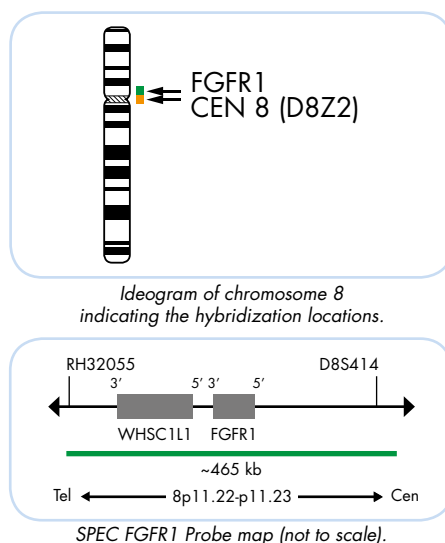 FGFR1
CEN 8 (D8Z2)
Ideogram of chromosome 8
indicating the hybridization locations.
RH32055 D8S414
3’ 5’ 3’ 5’
WHSC1L1 FGFR1
~465 kb
Tel 8p11.22-p11.23 Cen
SPEC FGFR1 Probe map (not to scale).